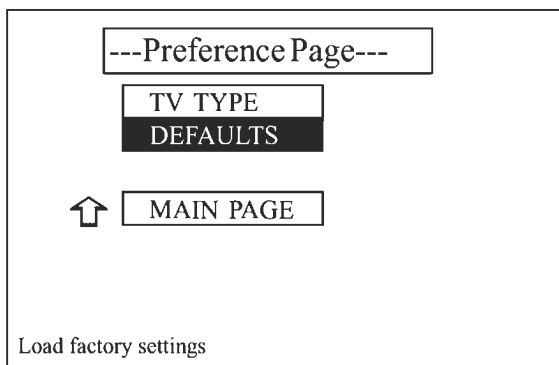 ---Preference Page---
TV TYPE
DEFAULTS
MAIN PAGE
Load factory settings